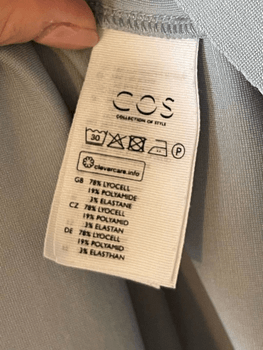 COS
COLLECTION OF STYLE
30
P
clevercare.info
GB 78% LYOCELL
19% POLYAMIDE
3% ELASTANE
CZ 78% LYOCELL
19% POLYAMID
3% ELASTAN
DE 78% LYOCELL
19% POLYAMID
3% ELASTHAN